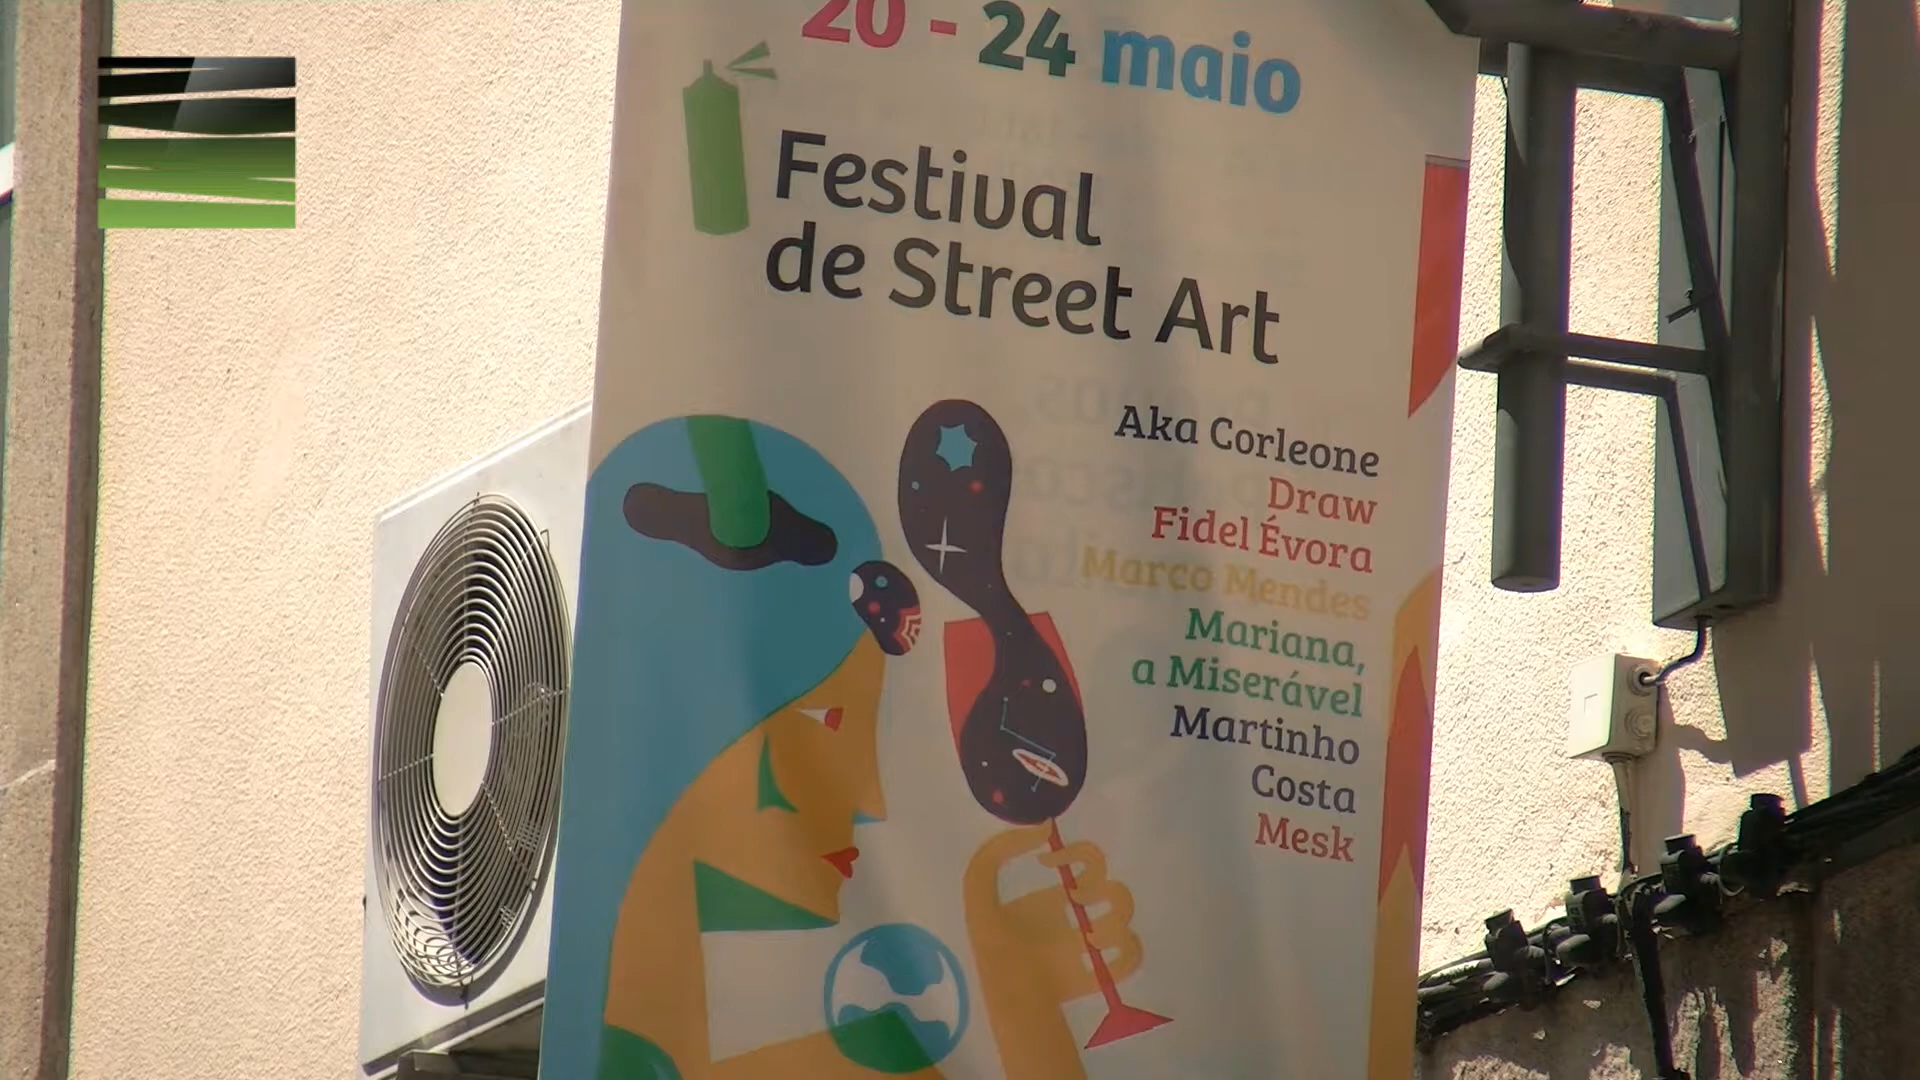 20 - 24 maio
Festival
de Street Art
Aka Corleone
Draw
Fidel Évora
Marco Mendes
Mariana,
a Miserável
Martinho
Costa
Mesk